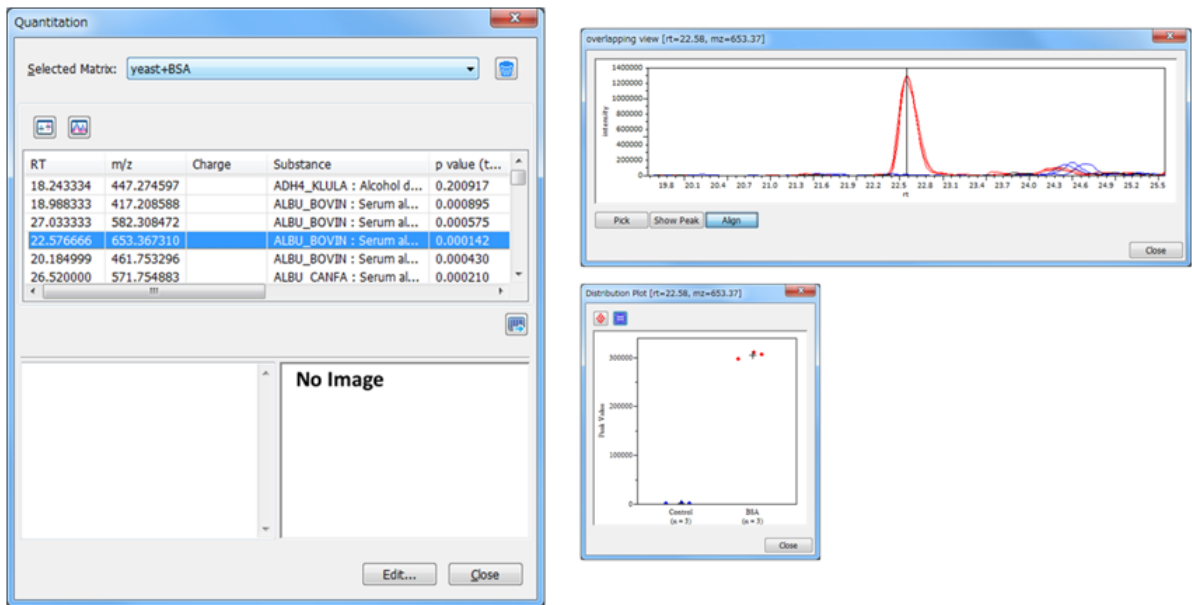 Quantitation
Selected Matrix: yeast+BSA
RT m/z Charge Substance p value (t...
18.243334 447.274597 ADH4_KLULA : Alcohol d... 0.200917
18.988333 417.208588 ALBU_BOVIN : Serum al... 0.000895
27.033333 582.308472 ALBU_BOVIN : Serum al... 0.000575
22.576666 653.367310 ALBU_BOVIN : Serum al... 0.000142
20.184999 461.753296 ALBU_BOVIN : Serum al... 0.000430
26.520000 571.754883 ALBU_CANFA : Serum al... 0.000210
No Image
Edit... Close
overlapping view [rt=22.58, mz=653.37]
intensity
1400000
1200000
1000000
800000
600000
400000
200000
0
19.8 20.1 20.4 20.7 21.0 21.3 21.6 21.9 22.2 22.5 22.8 23.1 23.4 23.7 24.0 24.3 24.6 24.9 25.2 25.5
rt
Pick Show Peak Align
Close
Distribution Plot [rt=22.58, mz=653.37]
Peak Value
300000
200000
100000
0
Control BSA
(n = 3) (n = 3)
Close